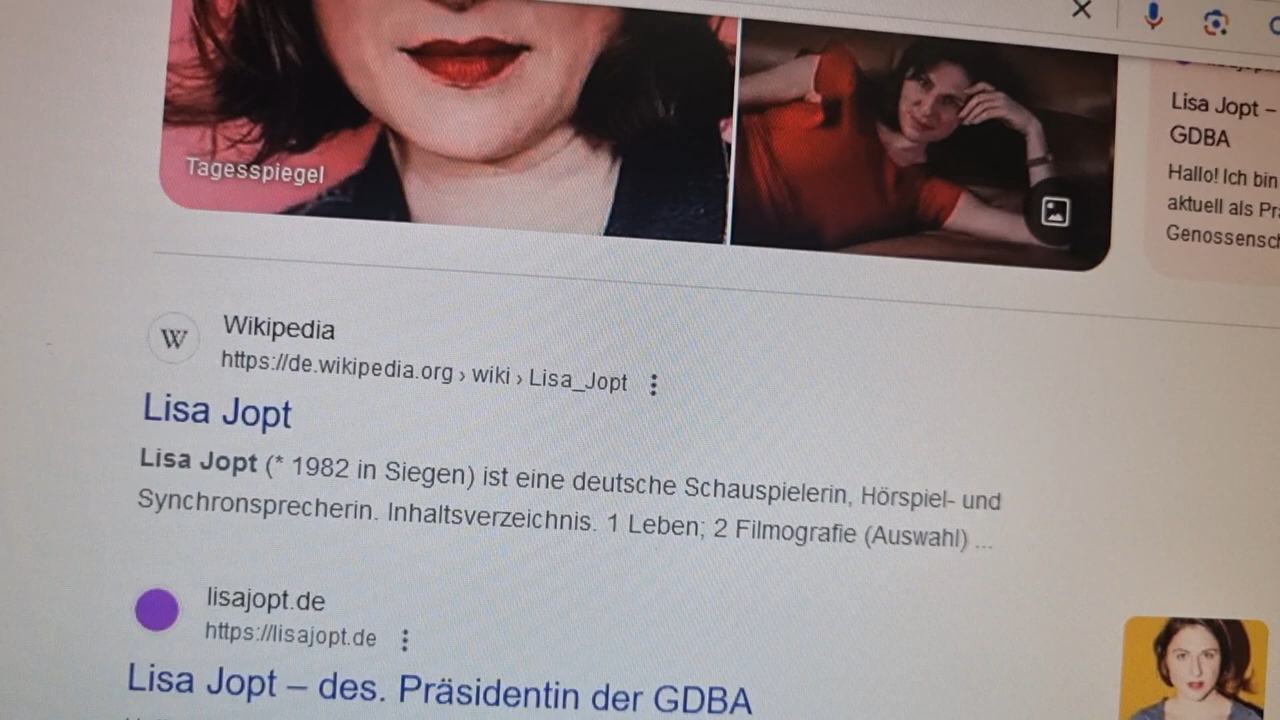 Tagesspiegel
Lisa Jopt –
GDBA
Hallo! Ich bin
aktuell als
Wikipedia
https://de.wikipedia.org › wiki › Lisa_Jopt
Lisa Jopt
Lisa Jopt (* 1982 in Siegen) ist eine deutsche Schauspielerin, Hörspiel- und
Synchronsprecherin. Inhaltsverzeichnis. 1 Leben; 2 Filmografie (Auswahl) ...
lisajopt.de
https://lisajopt.de
Lisa Jopt – des. Präsidentin der GDBA